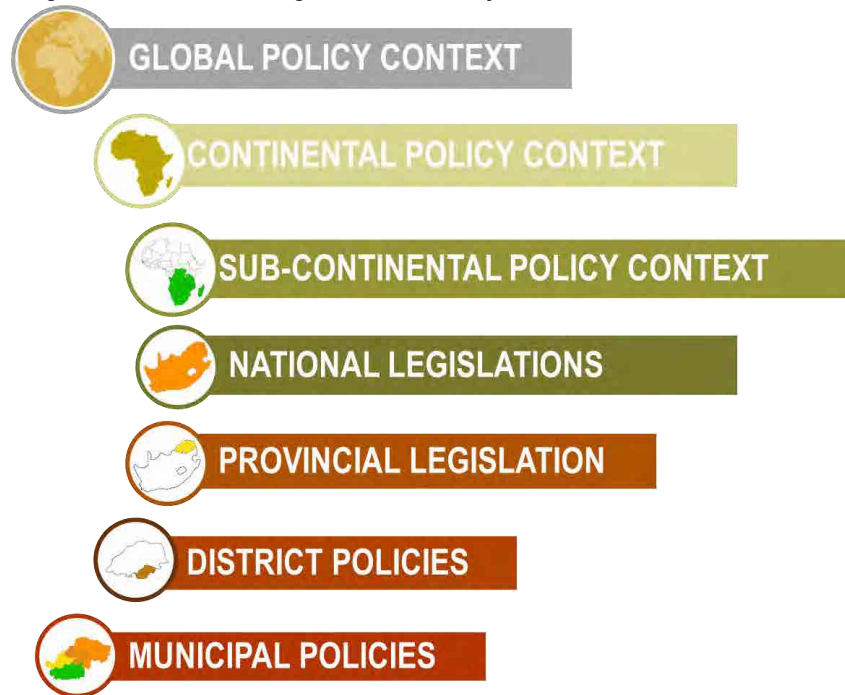 GLOBAL POLICY CONTEXT
CONTINENTAL POLICY CONTEXT
SUB-CONTINENTAL POLICY CONTEXT
NATIONAL LEGISLATIONS
PROVINCIAL LEGISLATION
DISTRICT POLICIES
MUNICIPAL POLICIES